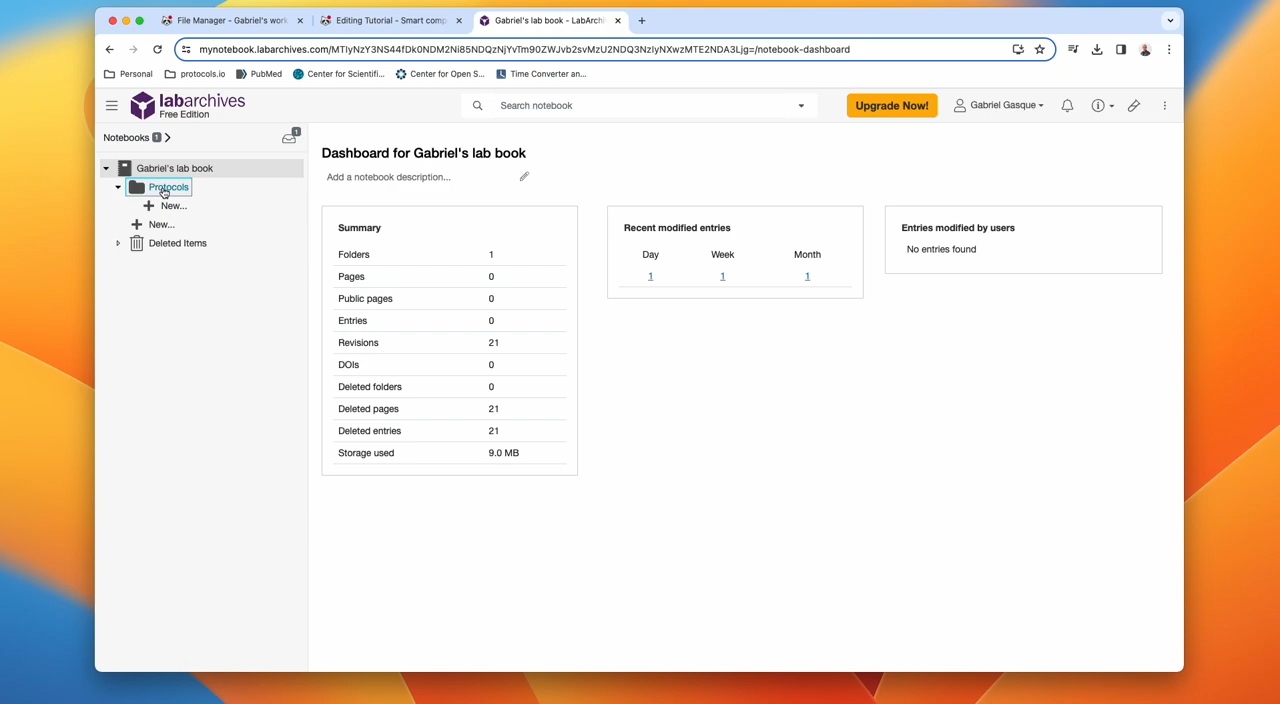 File Manager - Gabriel's work
Editing Tutorial - Smart comp
Gabriel's lab book - LabArchi
mynotebook.labarchives.com/MTIyNzY3NS44fDk0NDM2Ni85NDQzNjYvTm90ZWJvb2svMzU2NDQ3NzIyNXwzMTE2NDA3Ljg=/notebook-dashboard
Personal
protocols.io
PubMed
Center for Scientifi...
Center for Open S...
Time Converter an...
labarchives
Free Edition
Search notebook
Upgrade Now!
Gabriel Gasque
Notebooks 1
1
Gabriel's lab book
Protocols
New...
New...
Deleted Items
Dashboard for Gabriel's lab book
Add a notebook description...
Summary
Folders 1
Pages 0
Public pages 0
Entries 0
Revisions 21
DOIs 0
Deleted folders 0
Deleted pages 21
Deleted entries 21
Storage used 9.0 MB
Recent modified entries
Day Week Month
1 1 1
Entries modified by users
No entries found